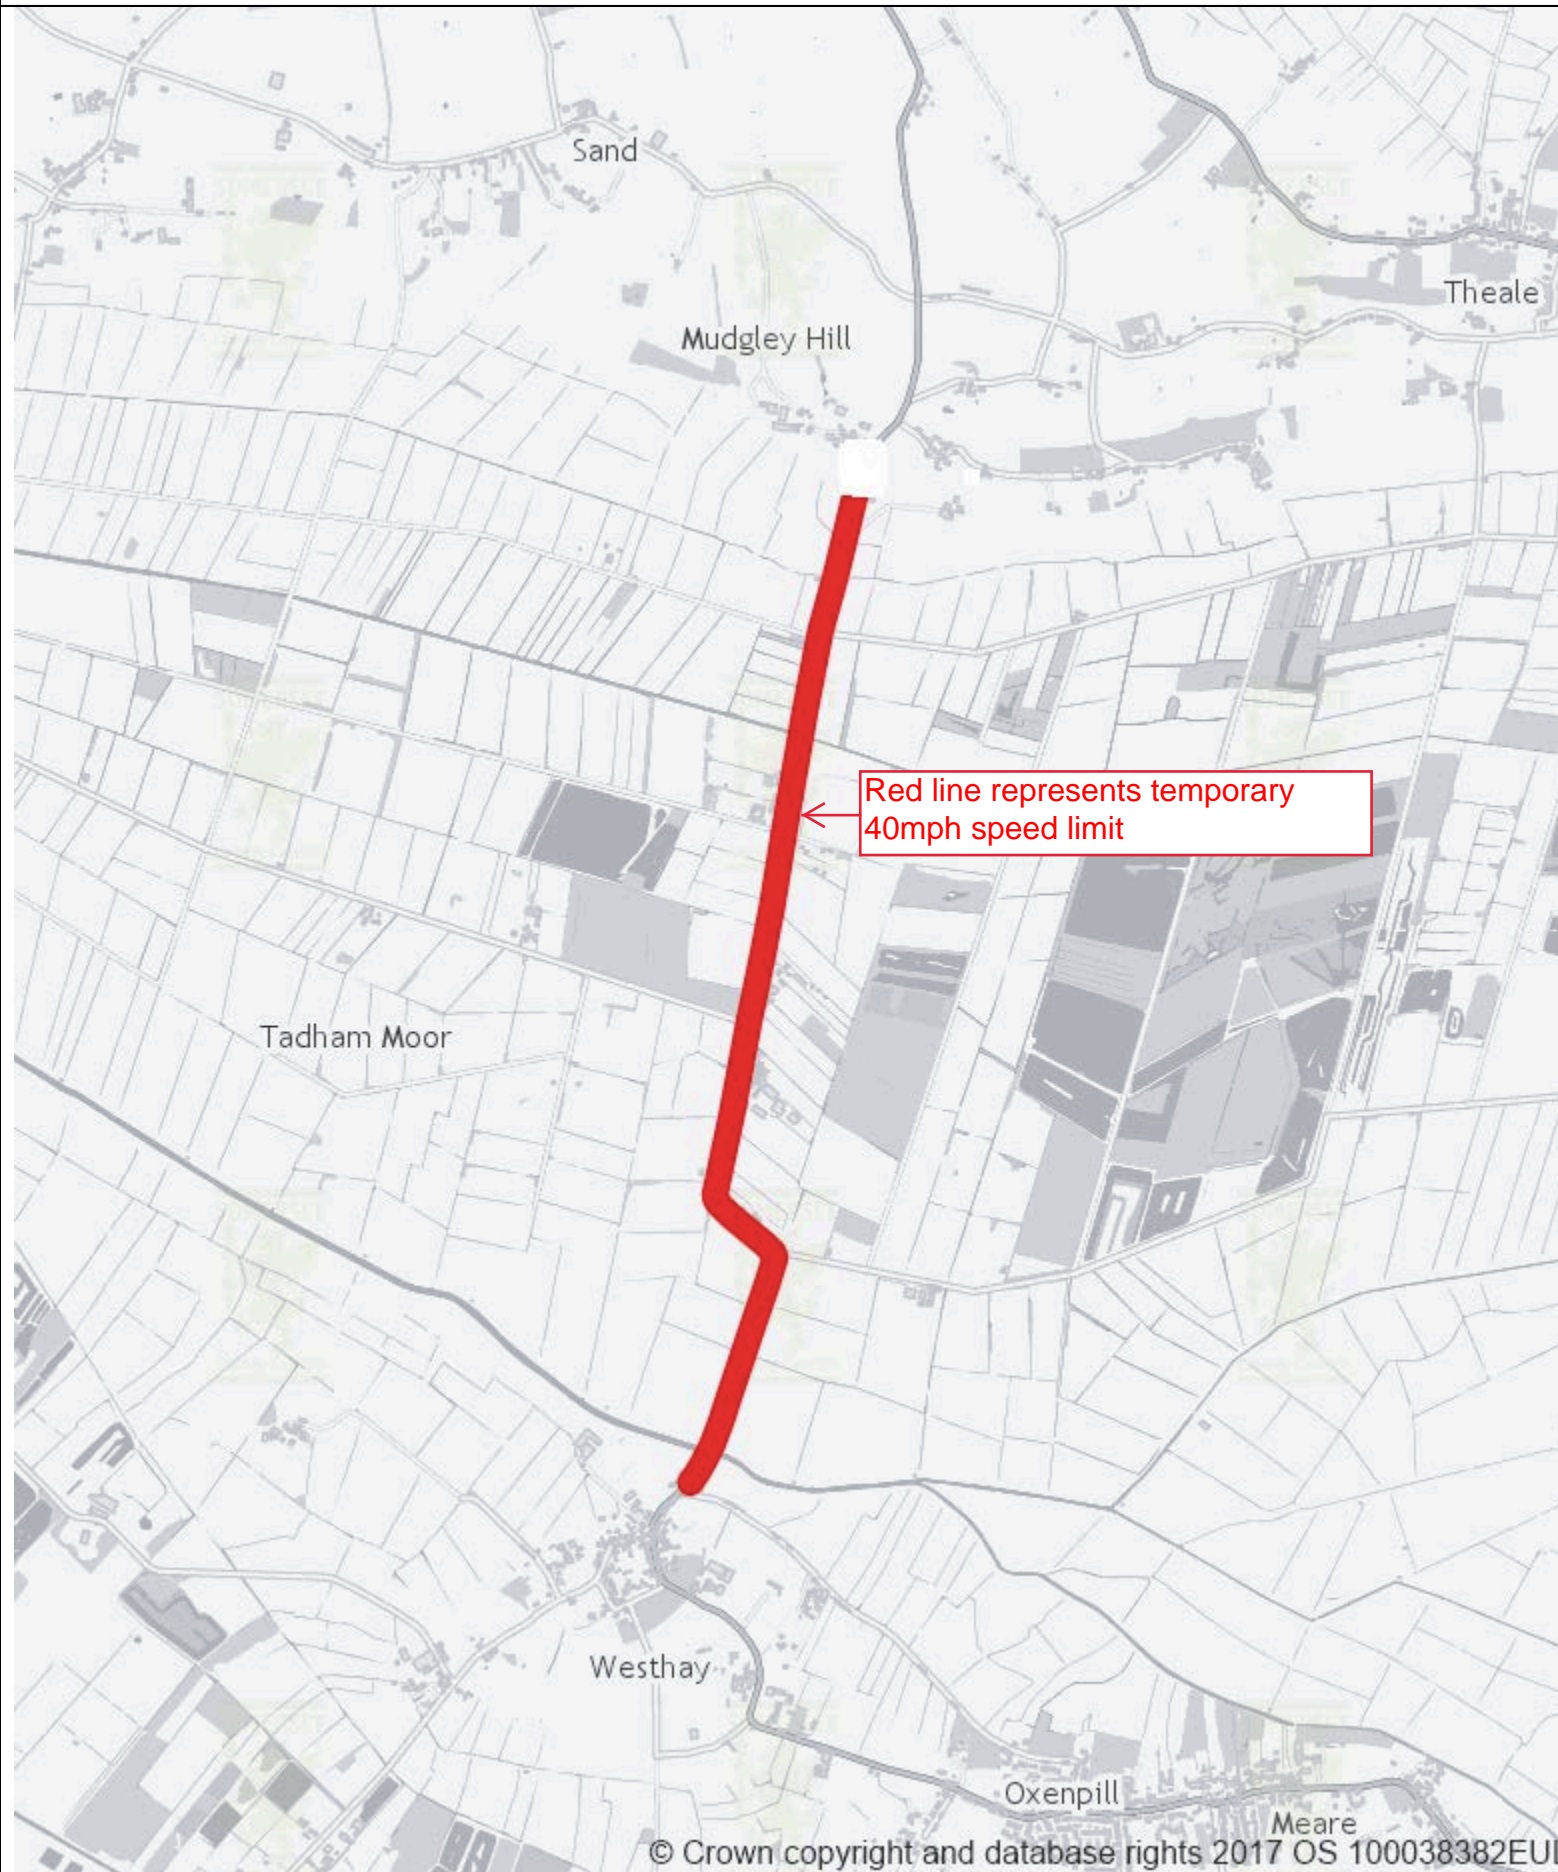 Sand
Theale
Mudgley Hill
Red line represents temporary
40mph speed limit
Tadham Moor
Westhay
Oxenpill
Meare
© Crown copyright and database rights 2017 OS 100038382EUL